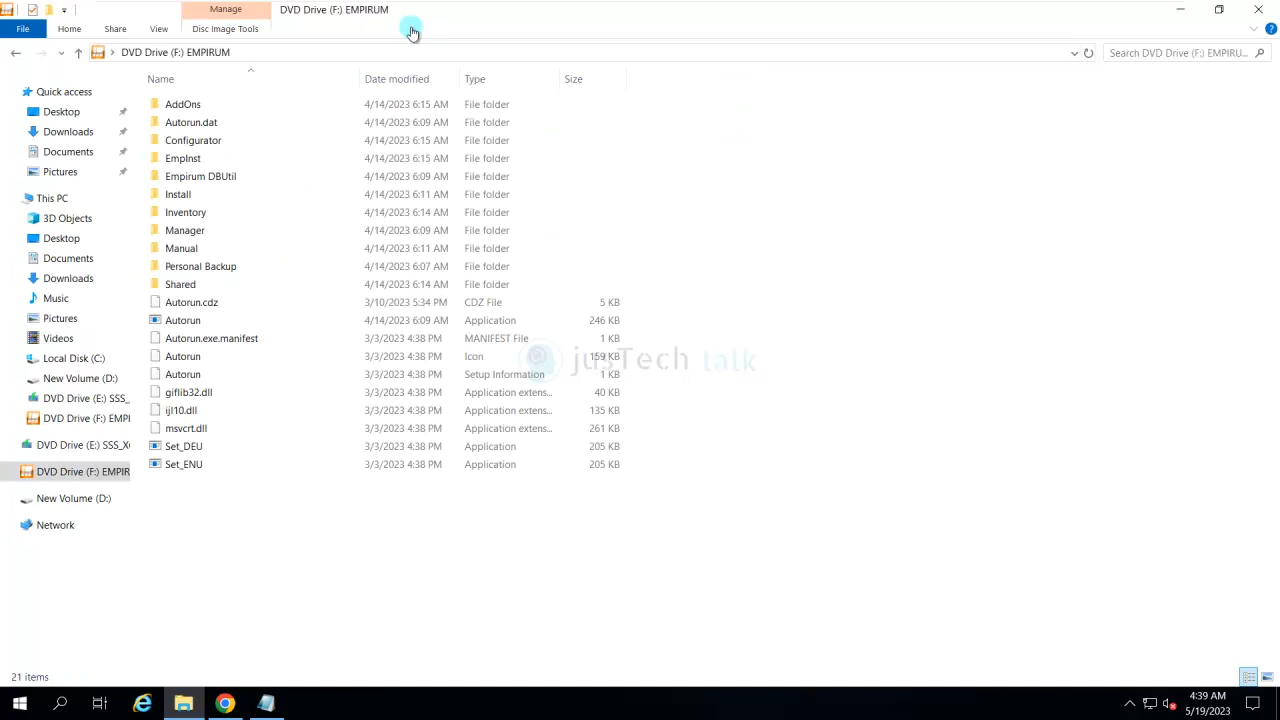 Manage
DVD Drive (F:) EMPIRUM
File
Home
Share
View
Disc Image Tools
DVD Drive (F:) EMPIRUM
Search DVD Drive (F:) EMPIRU...
Name
Date modified
Type
Size
Quick access
Desktop
Downloads
Documents
Pictures
This PC
3D Objects
Desktop
Documents
Downloads
Music
Pictures
Videos
Local Disk (C:)
New Volume (D:)
DVD Drive (E:) SSS_
DVD Drive (F:) EMPI
DVD Drive (E:) SSS_X6
DVD Drive (F:) EMPIR
New Volume (D:)
Network
AddOns 4/14/2023 6:15 AM File folder
Autorun.dat 4/14/2023 6:09 AM File folder
Configurator 4/14/2023 6:15 AM File folder
EmpInst 4/14/2023 6:15 AM File folder
Empirum DBUtil 4/14/2023 6:09 AM File folder
Install 4/14/2023 6:11 AM File folder
Inventory 4/14/2023 6:14 AM File folder
Manager 4/14/2023 6:09 AM File folder
Manual 4/14/2023 6:11 AM File folder
Personal Backup 4/14/2023 6:07 AM File folder
Shared 4/14/2023 6:14 AM File folder
Autorun.cdz 3/10/2023 5:34 PM CDZ File 5 KB
Autorun 4/14/2023 6:09 AM Application 246 KB
Autorun.exe.manifest 3/3/2023 4:38 PM MANIFEST File 1 KB
Autorun 3/3/2023 4:38 PM Icon 159 KB
Autorun 3/3/2023 4:38 PM Setup Information 1 KB
giflib32.dll 3/3/2023 4:38 PM Application extens... 40 KB
ijl10.dll 3/3/2023 4:38 PM Application extens... 135 KB
msvcrt.dll 3/3/2023 4:38 PM Application extens... 261 KB
Set_DEU 3/3/2023 4:38 PM Application 205 KB
Set_ENU 3/3/2023 4:38 PM Application 205 KB
jusTech talk
21 items
4:39 AM
5/19/2023